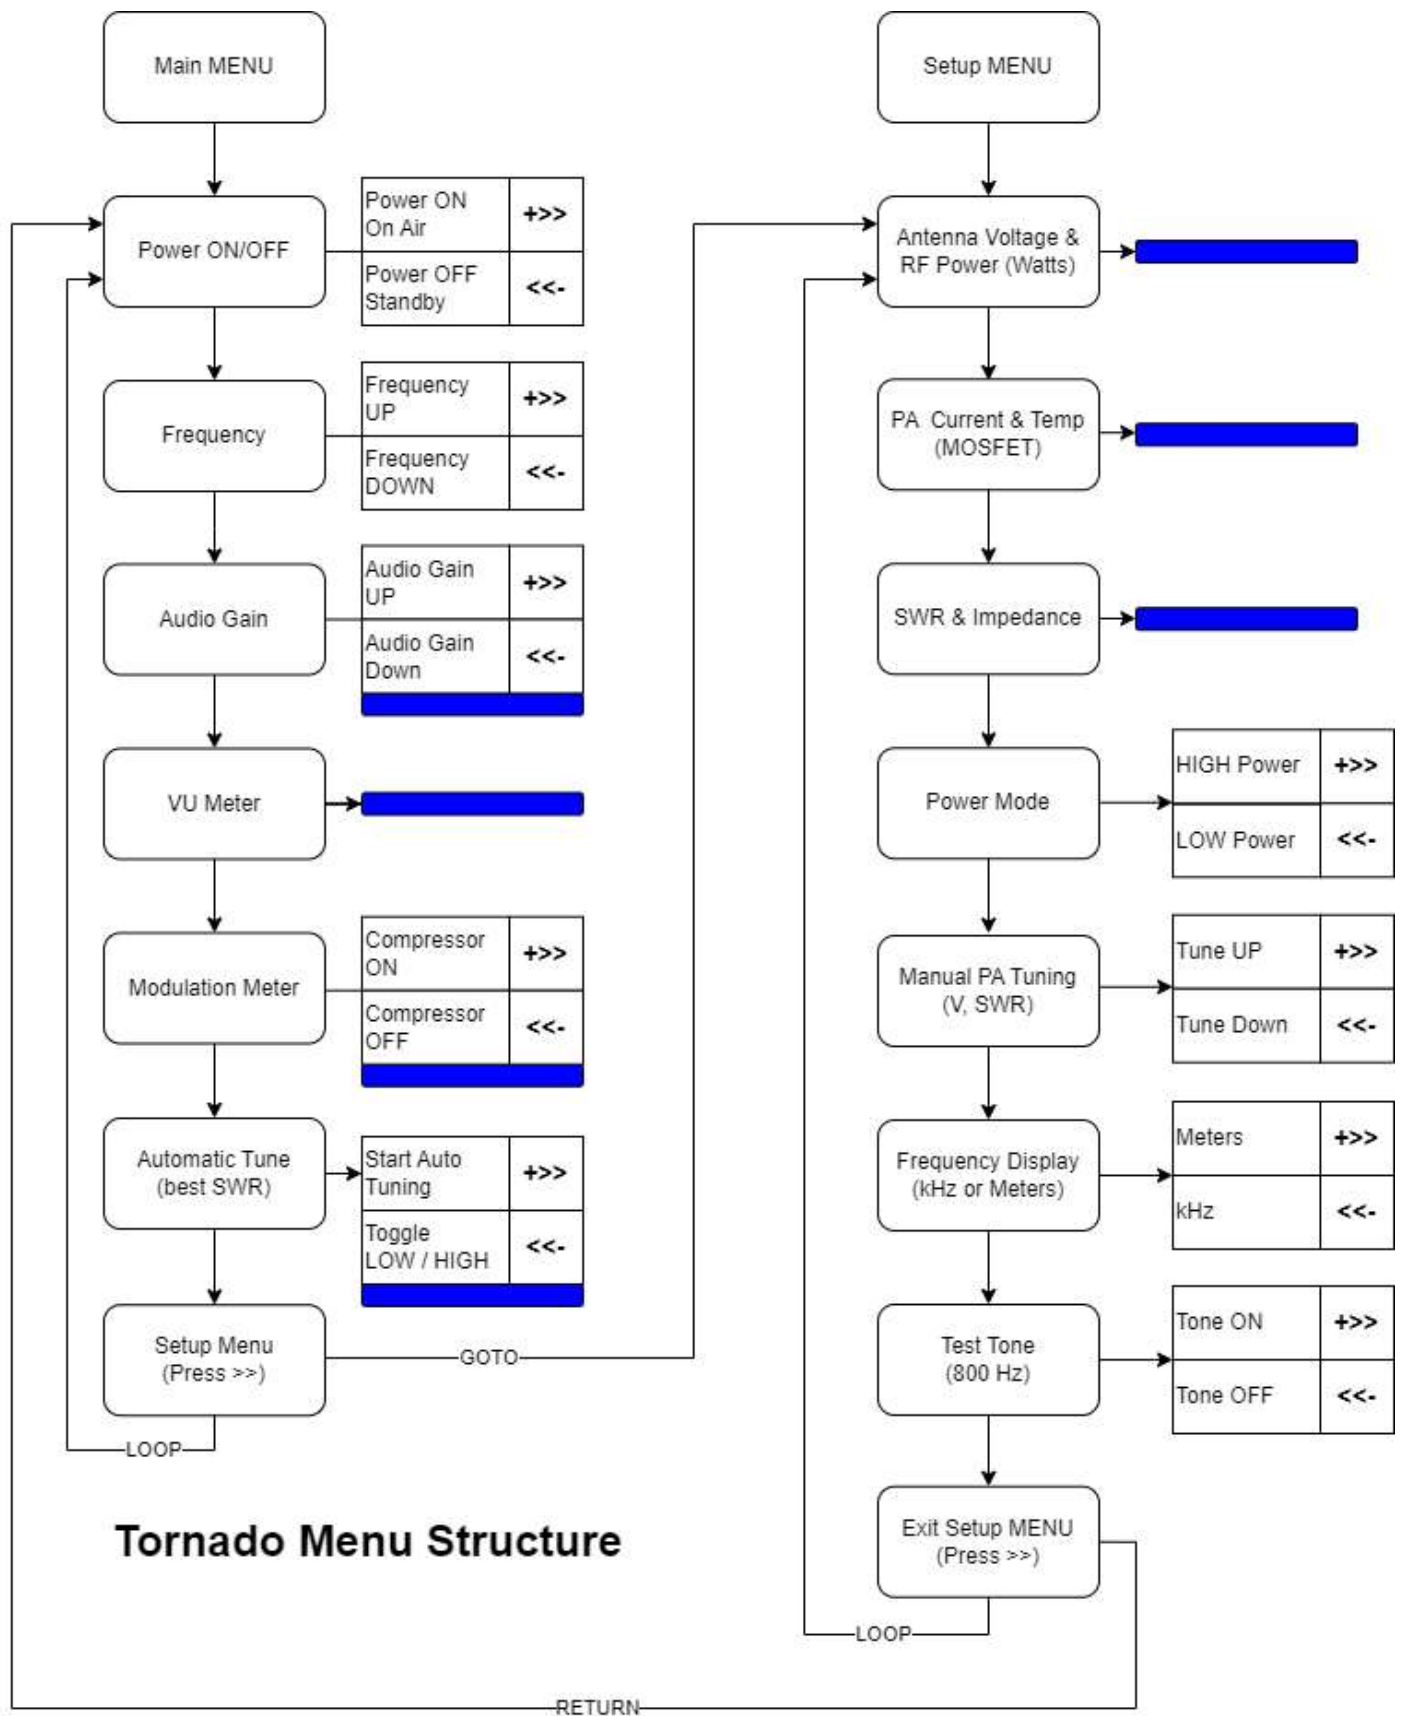 Main MENU
Power ON/OFF
Power ON
On Air
+>>
Power OFF
Standby
<<-
Frequency
Frequency
UP
+>>
Frequency
DOWN
<<-
Audio Gain
Audio Gain
UP
+>>
Audio Gain
Down
<<-
VU Meter
Modulation Meter
Compressor
ON
+>>
Compressor
OFF
<<-
Automatic Tune
(best SWR)
Start Auto
Tuning
+>>
Toggle
LOW / HIGH
<<-
Setup Menu
(Press >>)
GOTO
LOOP
Setup MENU
Antenna Voltage &
RF Power (Watts)
PA Current & Temp
(MOSFET)
SWR & Impedance
Power Mode
HIGH Power
+>>
LOW Power
<<-
Manual PA Tuning
(V, SWR)
Tune UP
+>>
Tune Down
<<-
Frequency Display
(kHz or Meters)
Meters
+>>
kHz
<<-
Test Tone
(800 Hz)
Tone ON
+>>
Tone OFF
<<-
Exit Setup MENU
(Press >>)
LOOP
RETURN
Tornado Menu Structure